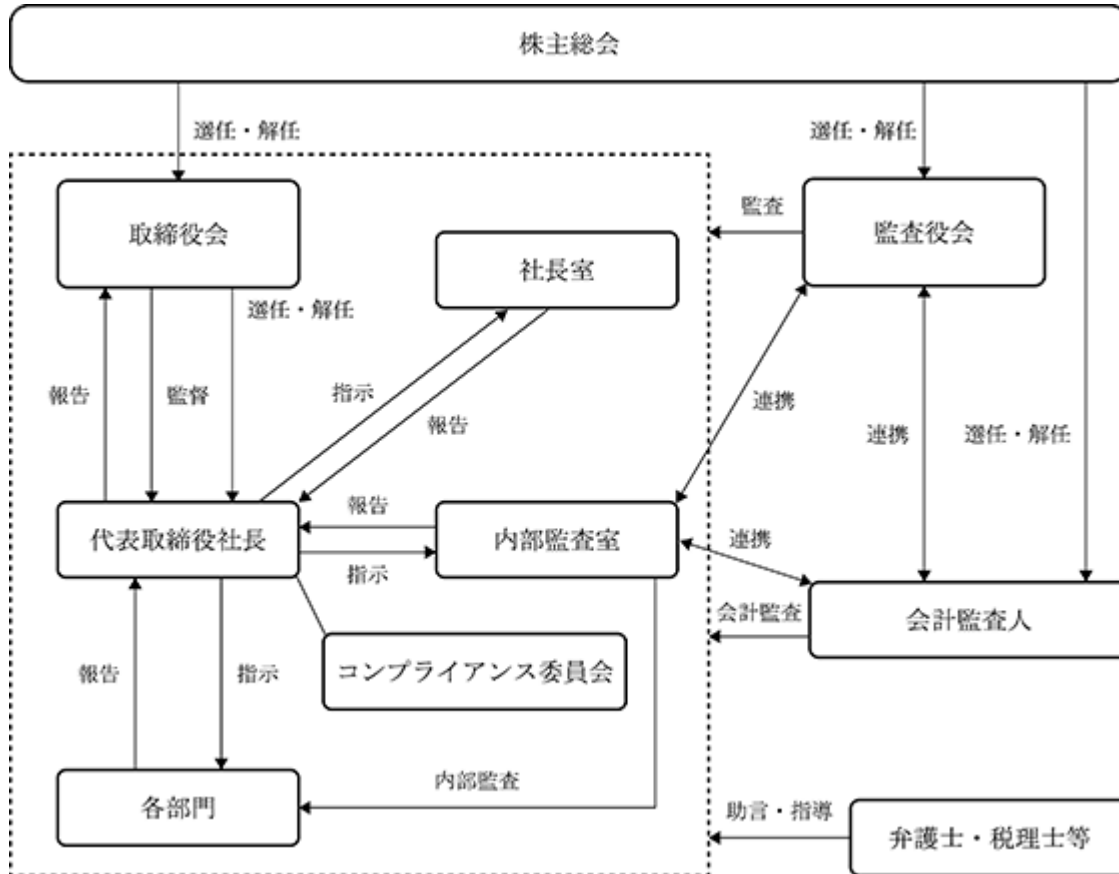 株主総会
選任・解任
選任・解任
取締役会
監査
監査役会
社長室
選任・解任
報告
監督
指示
報告
連携
連携
選任・解任
代表取締役社長
報告
指示
内部監査室
連携
会計監査
会計監査人
コンプライアンス委員会
報告
指示
内部監査
各部門
助言・指導
弁護士・税理士等